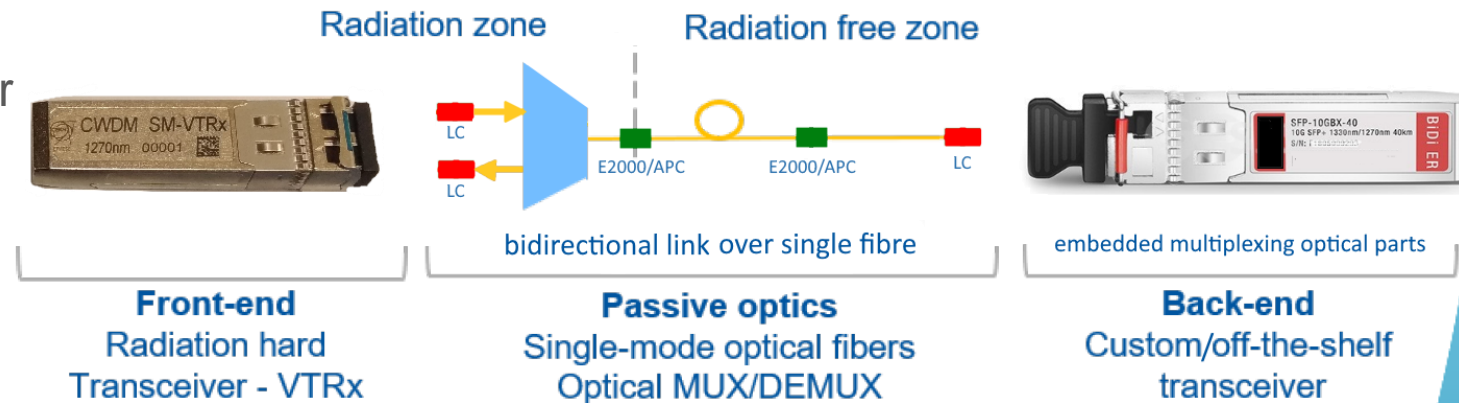 Radiation zone
Radiation free zone
r
CWDM SM-VTRx
1270nm 00001
LC
LC
E2000/APC
E2000/APC
LC
SFP-10GBX-40
10G SFP+ 1330nm/1270nm 40km
S/N:
BiDi ER
bidirectional link over single fibre
embedded multiplexing optical parts
Front-end
Radiation hard
Transceiver - VTRx
Passive optics
Single-mode optical fibers
Optical MUX/DEMUX
Back-end
Custom/off-the-shelf
transceiver